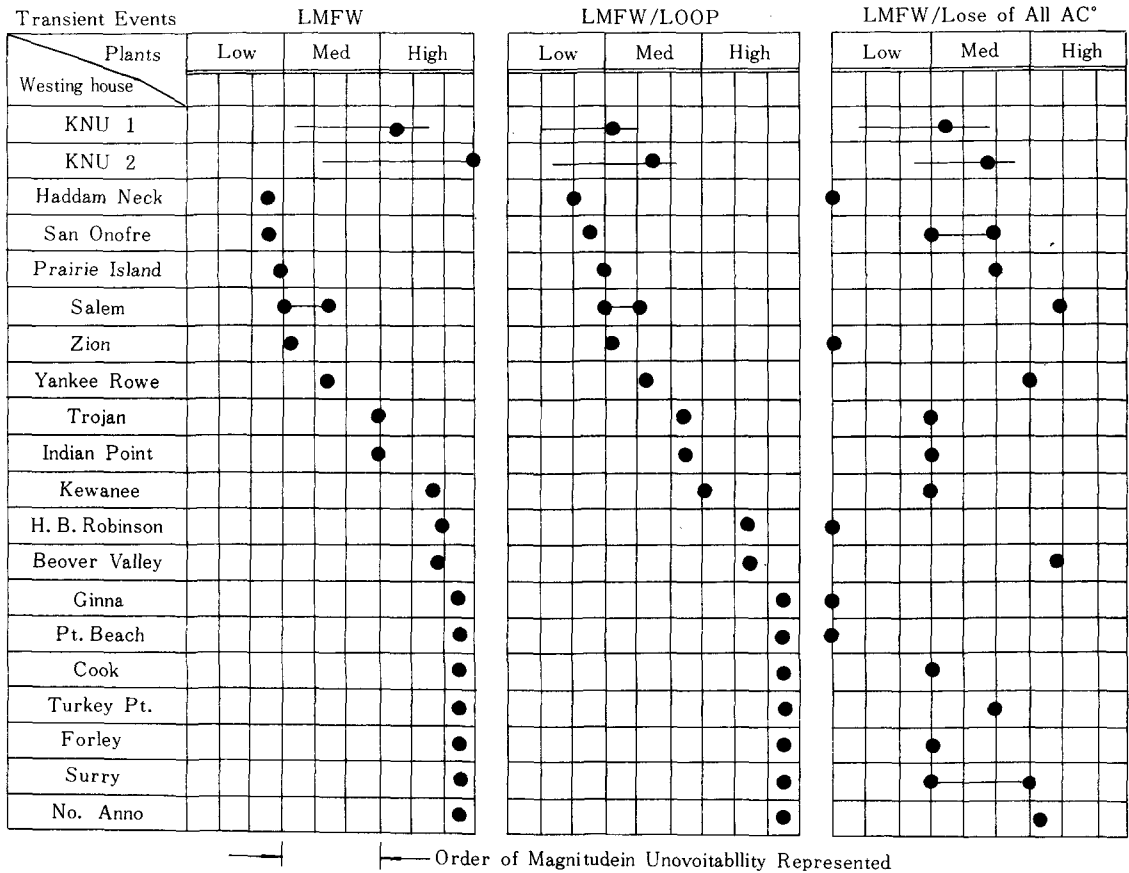 Transient Events LMFW LMFW/LOOP LMFW/Lose of All AC°
Plants Low Med High Low Med High Low Med High
Westing house
KNU 1
KNU 2
Haddam Neck
San Onofre
Prairie Island
Salem
Zion
Yankee Rowe
Trojan
Indian Point
Kewanee
H. B. Robinson
Beover Valley
Ginna
Pt. Beach
Cook
Turkey Pt.
Forley
Surry
No. Anno
Order of Magnitudein Unovoitabllity Represented